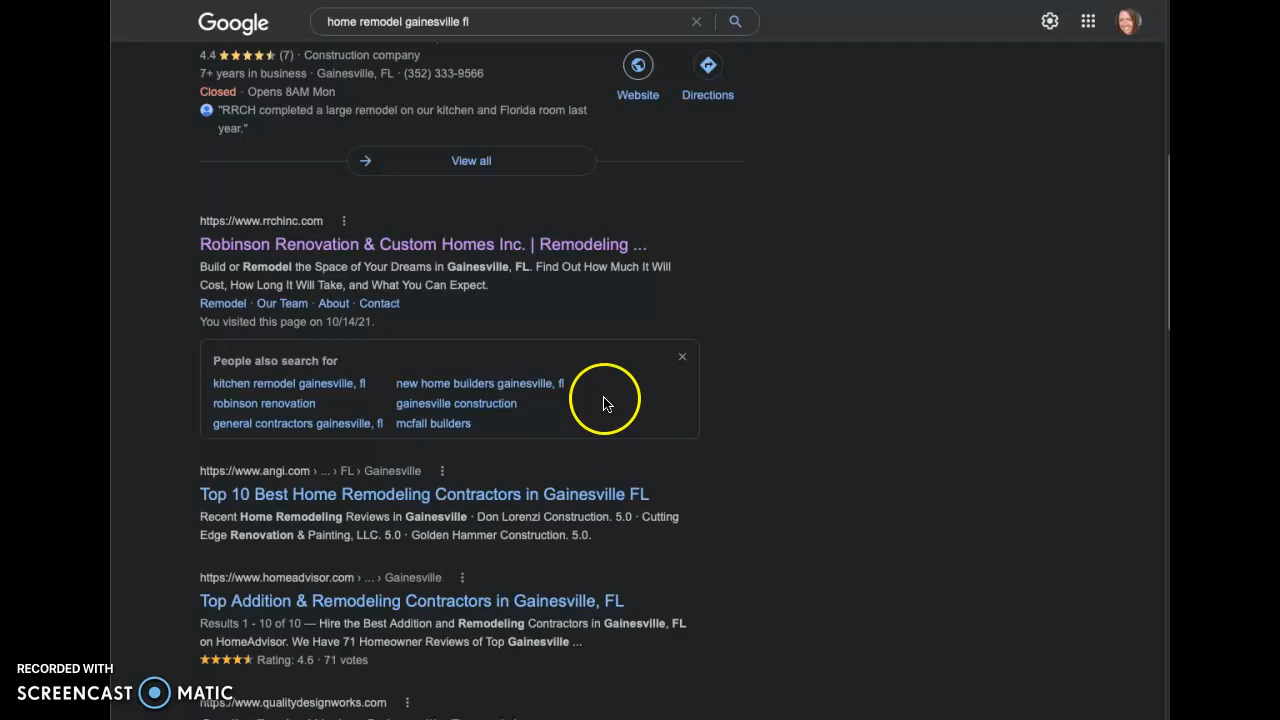 Google
home remodel gainesville fl
4.4 (7) · Construction company
7+ years in business · Gainesville, FL · (352) 333-9566
Closed · Opens 8AM Mon
"RRCH completed a large remodel on our kitchen and Florida room last
year."
Website
Directions
View all
https://www.rrchinc.com
Robinson Renovation & Custom Homes Inc. | Remodeling ...
Build or Remodel the Space of Your Dreams in Gainesville, FL. Find Out How Much It Will
Cost, How Long It Will Take, and What You Can Expect.
Remodel · Our Team · About · Contact
You visited this page on 10/14/21.
People also search for
kitchen remodel gainesville, fl
new home builders gainesville, fl
robinson renovation
gainesville construction
general contractors gainesville, fl
mcfall builders
https://www.angi.com › ... › FL › Gainesville
Top 10 Best Home Remodeling Contractors in Gainesville FL
Recent Home Remodeling Reviews in Gainesville · Don Lorenzi Construction. 5.0 · Cutting
Edge Renovation & Painting, LLC. 5.0 · Golden Hammer Construction. 5.0.
https://www.homeadvisor.com › ... › Gainesville
Top Addition & Remodeling Contractors in Gainesville, FL
Results 1 - 10 of 10 — Hire the Best Addition and Remodeling Contractors in Gainesville, FL
on HomeAdvisor. We Have 71 Homeowner Reviews of Top Gainesville ...
Rating: 4.6 · 71 votes
https://www.qualitydesignworks.com
RECORDED WITH
SCREENCAST MATIC